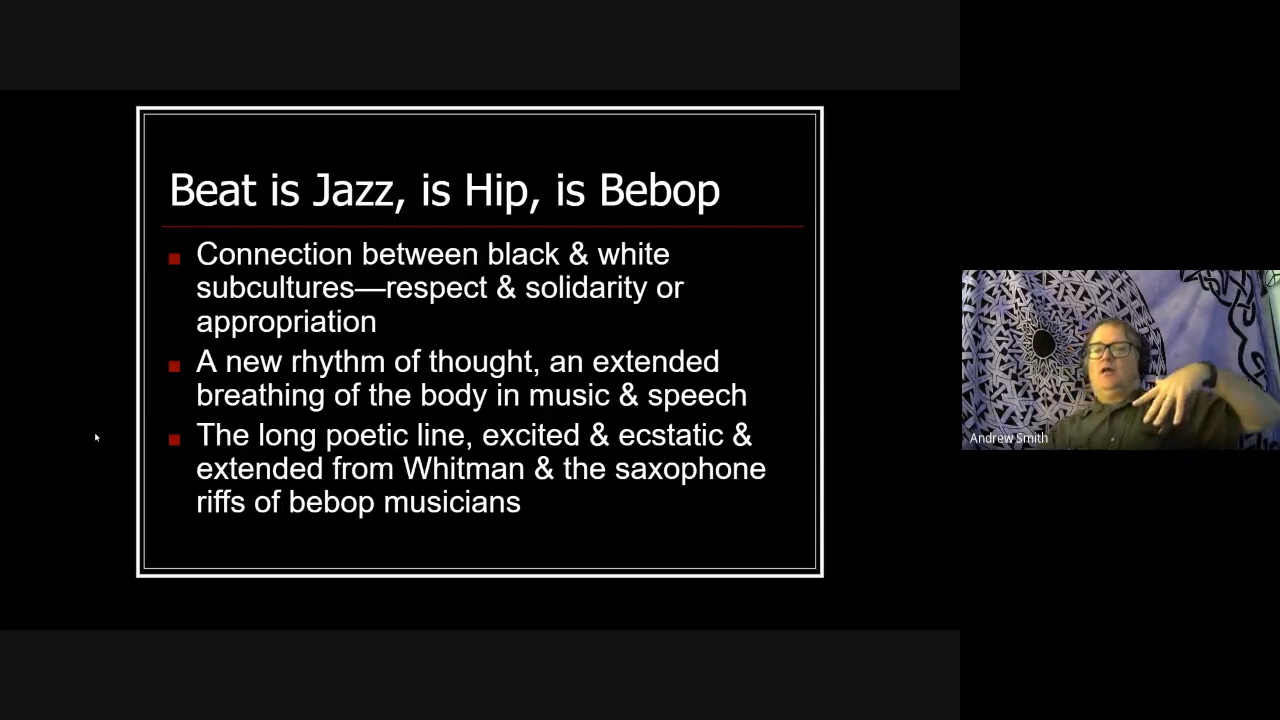 Beat is Jazz, is Hip, is Bebop
Connection between black & white
subcultures—respect & solidarity or
appropriation
A new rhythm of thought, an extended
breathing of the body in music & speech
The long poetic line, excited & ecstatic &
extended from Whitman & the saxophone
riffs of bebop musicians
Andrew Smith